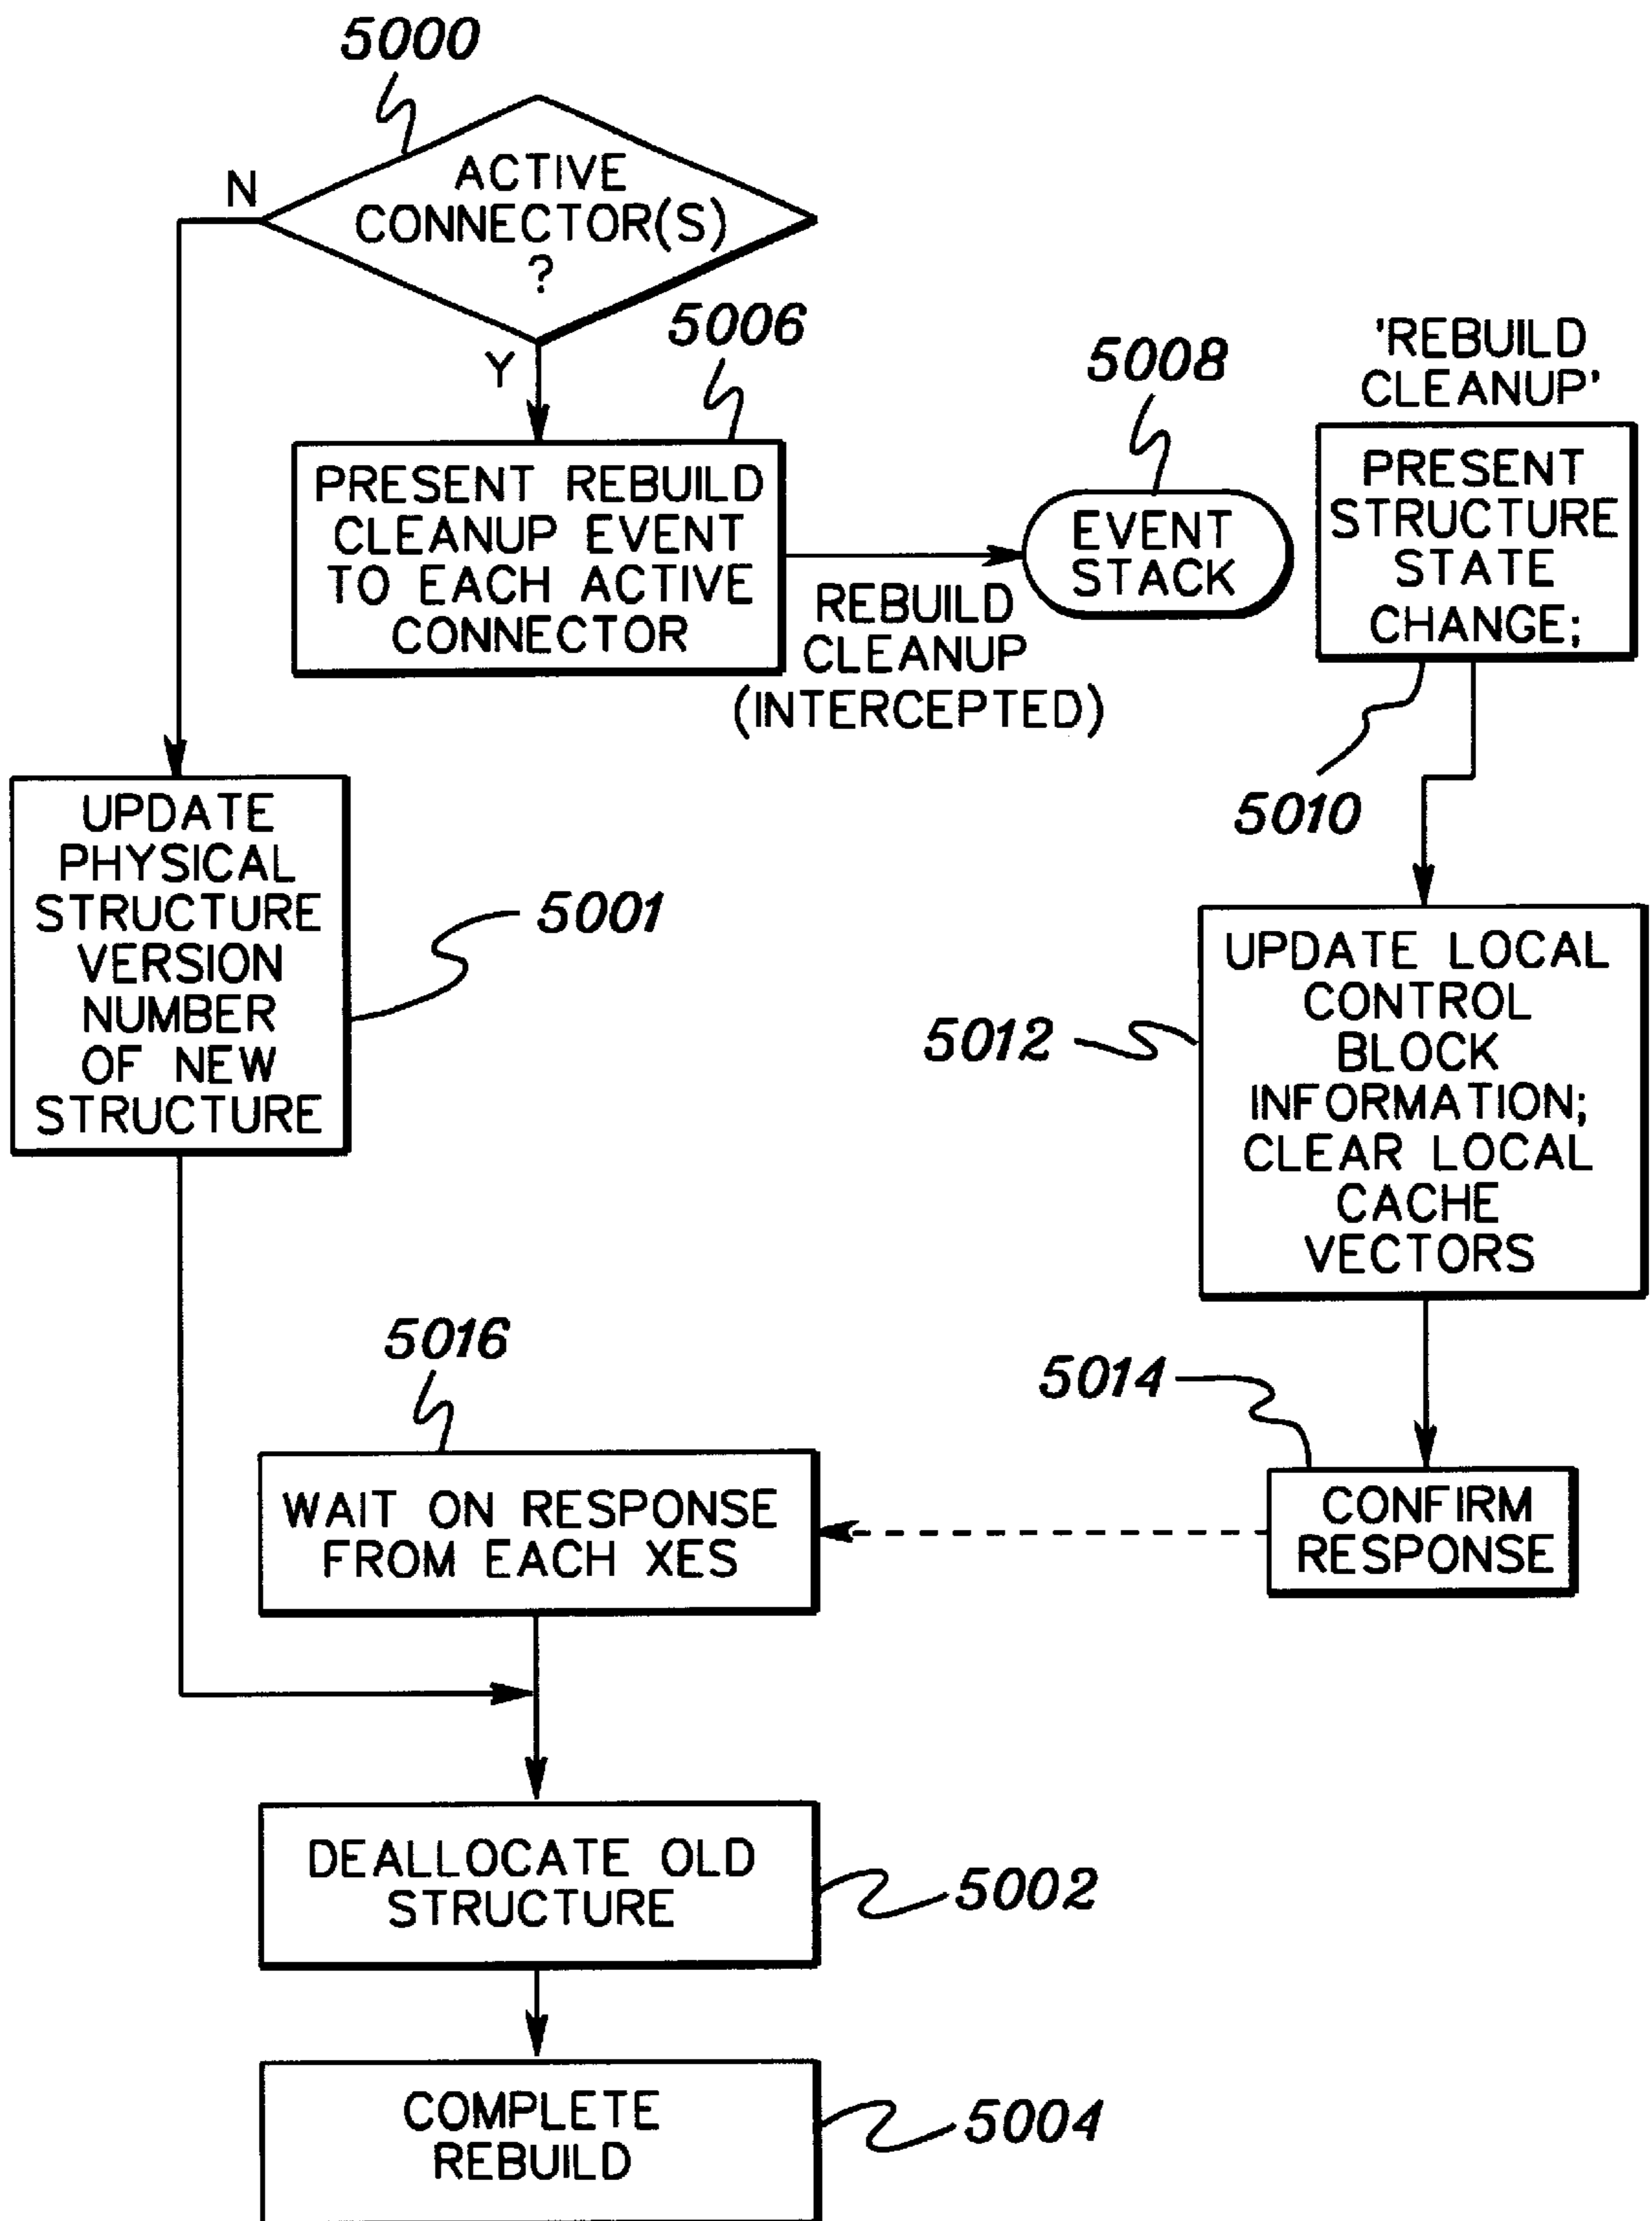 5000
N
ACTIVE
CONNECTOR(S)
?
Y
5006
PRESENT REBUILD
CLEANUP EVENT
TO EACH ACTIVE
CONNECTOR
5008
EVENT
STACK
REBUILD
CLEANUP
(INTERCEPTED)
'REBUILD
CLEANUP'
PRESENT
STRUCTURE
STATE
CHANGE;
5010
UPDATE
PHYSICAL
STRUCTURE
VERSION
NUMBER
OF NEW
STRUCTURE
5001
5012
UPDATE LOCAL
CONTROL
BLOCK
INFORMATION;
CLEAR LOCAL
CACHE
VECTORS
5016
5014
WAIT ON RESPONSE
FROM EACH XES
CONFIRM
RESPONSE
DEALLOCATE OLD
STRUCTURE
5002
COMPLETE
REBUILD
5004